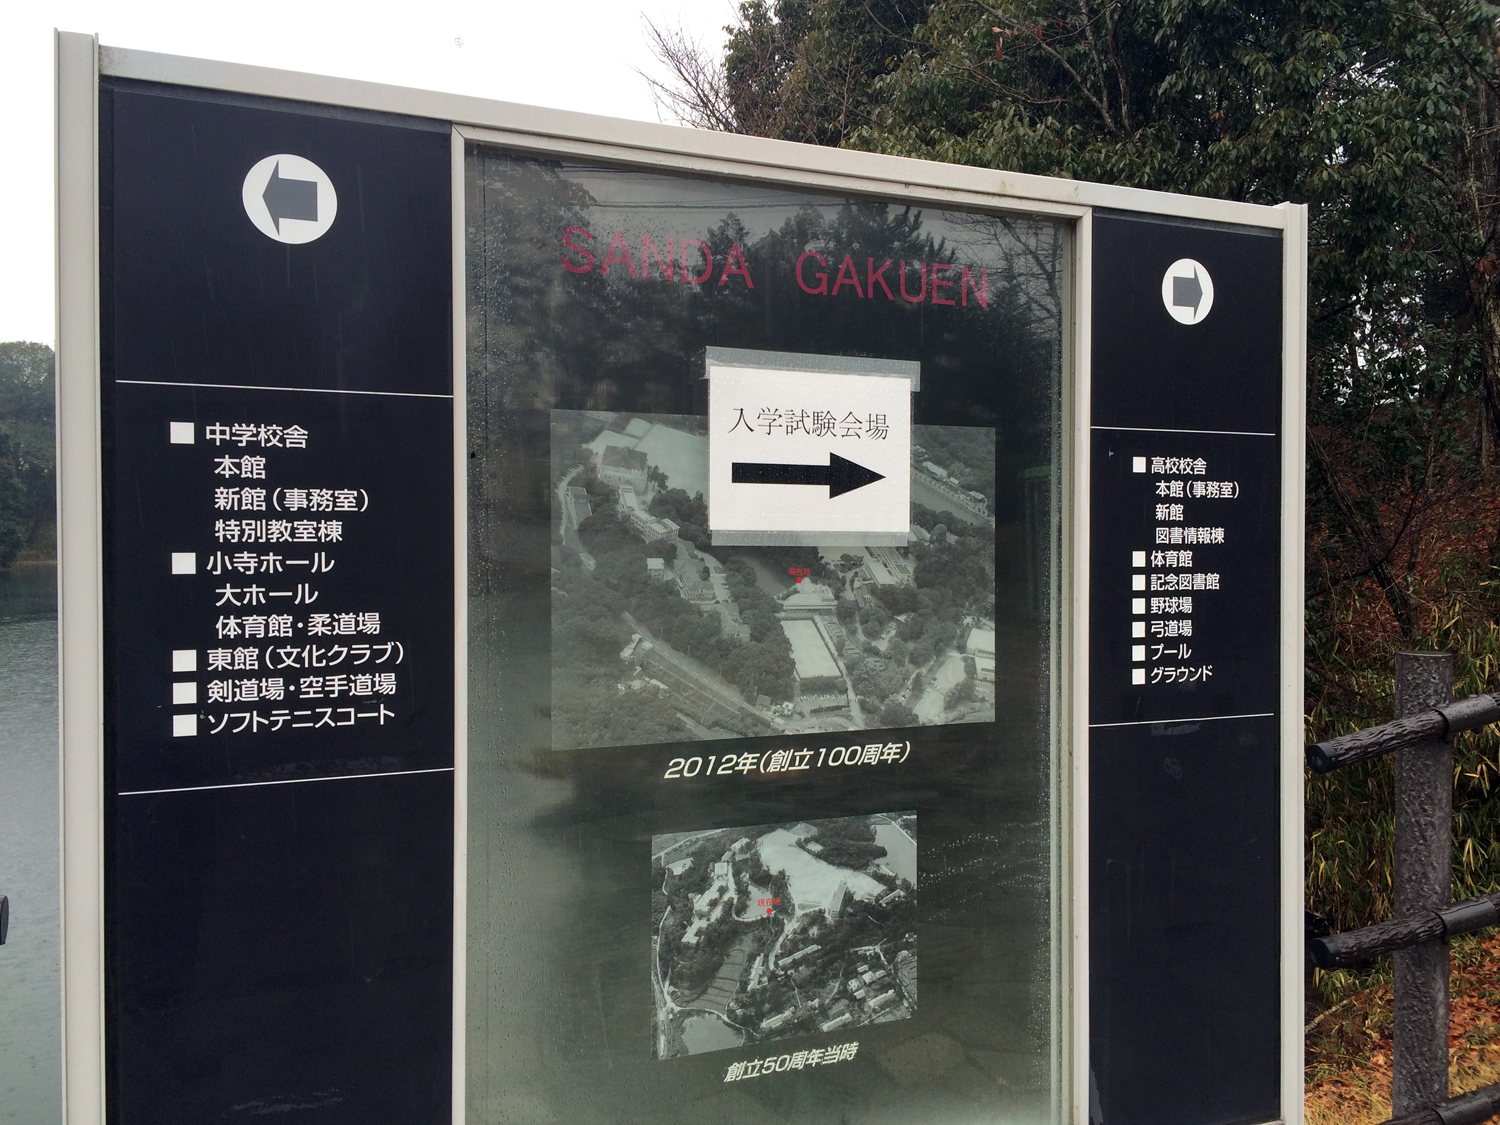 ■ 中学校舎
本館
新館(事務室)
特別教室棟
■ 小寺ホール
大ホール
体育館・柔道場
■ 東館(文化クラブ)
■ 剣道場・空手道場
■ ソフトテニスコート
SANDA GAKUEN
入学試験会場
現在地
2012年(創立100周年)
現在地
創立50周年当時
■ 高校校舎
本館(事務室)
新館
図書情報棟
■ 体育館
■ 記念図書館
■ 野球場
■ 弓道場
■ プール
■ グラウンド